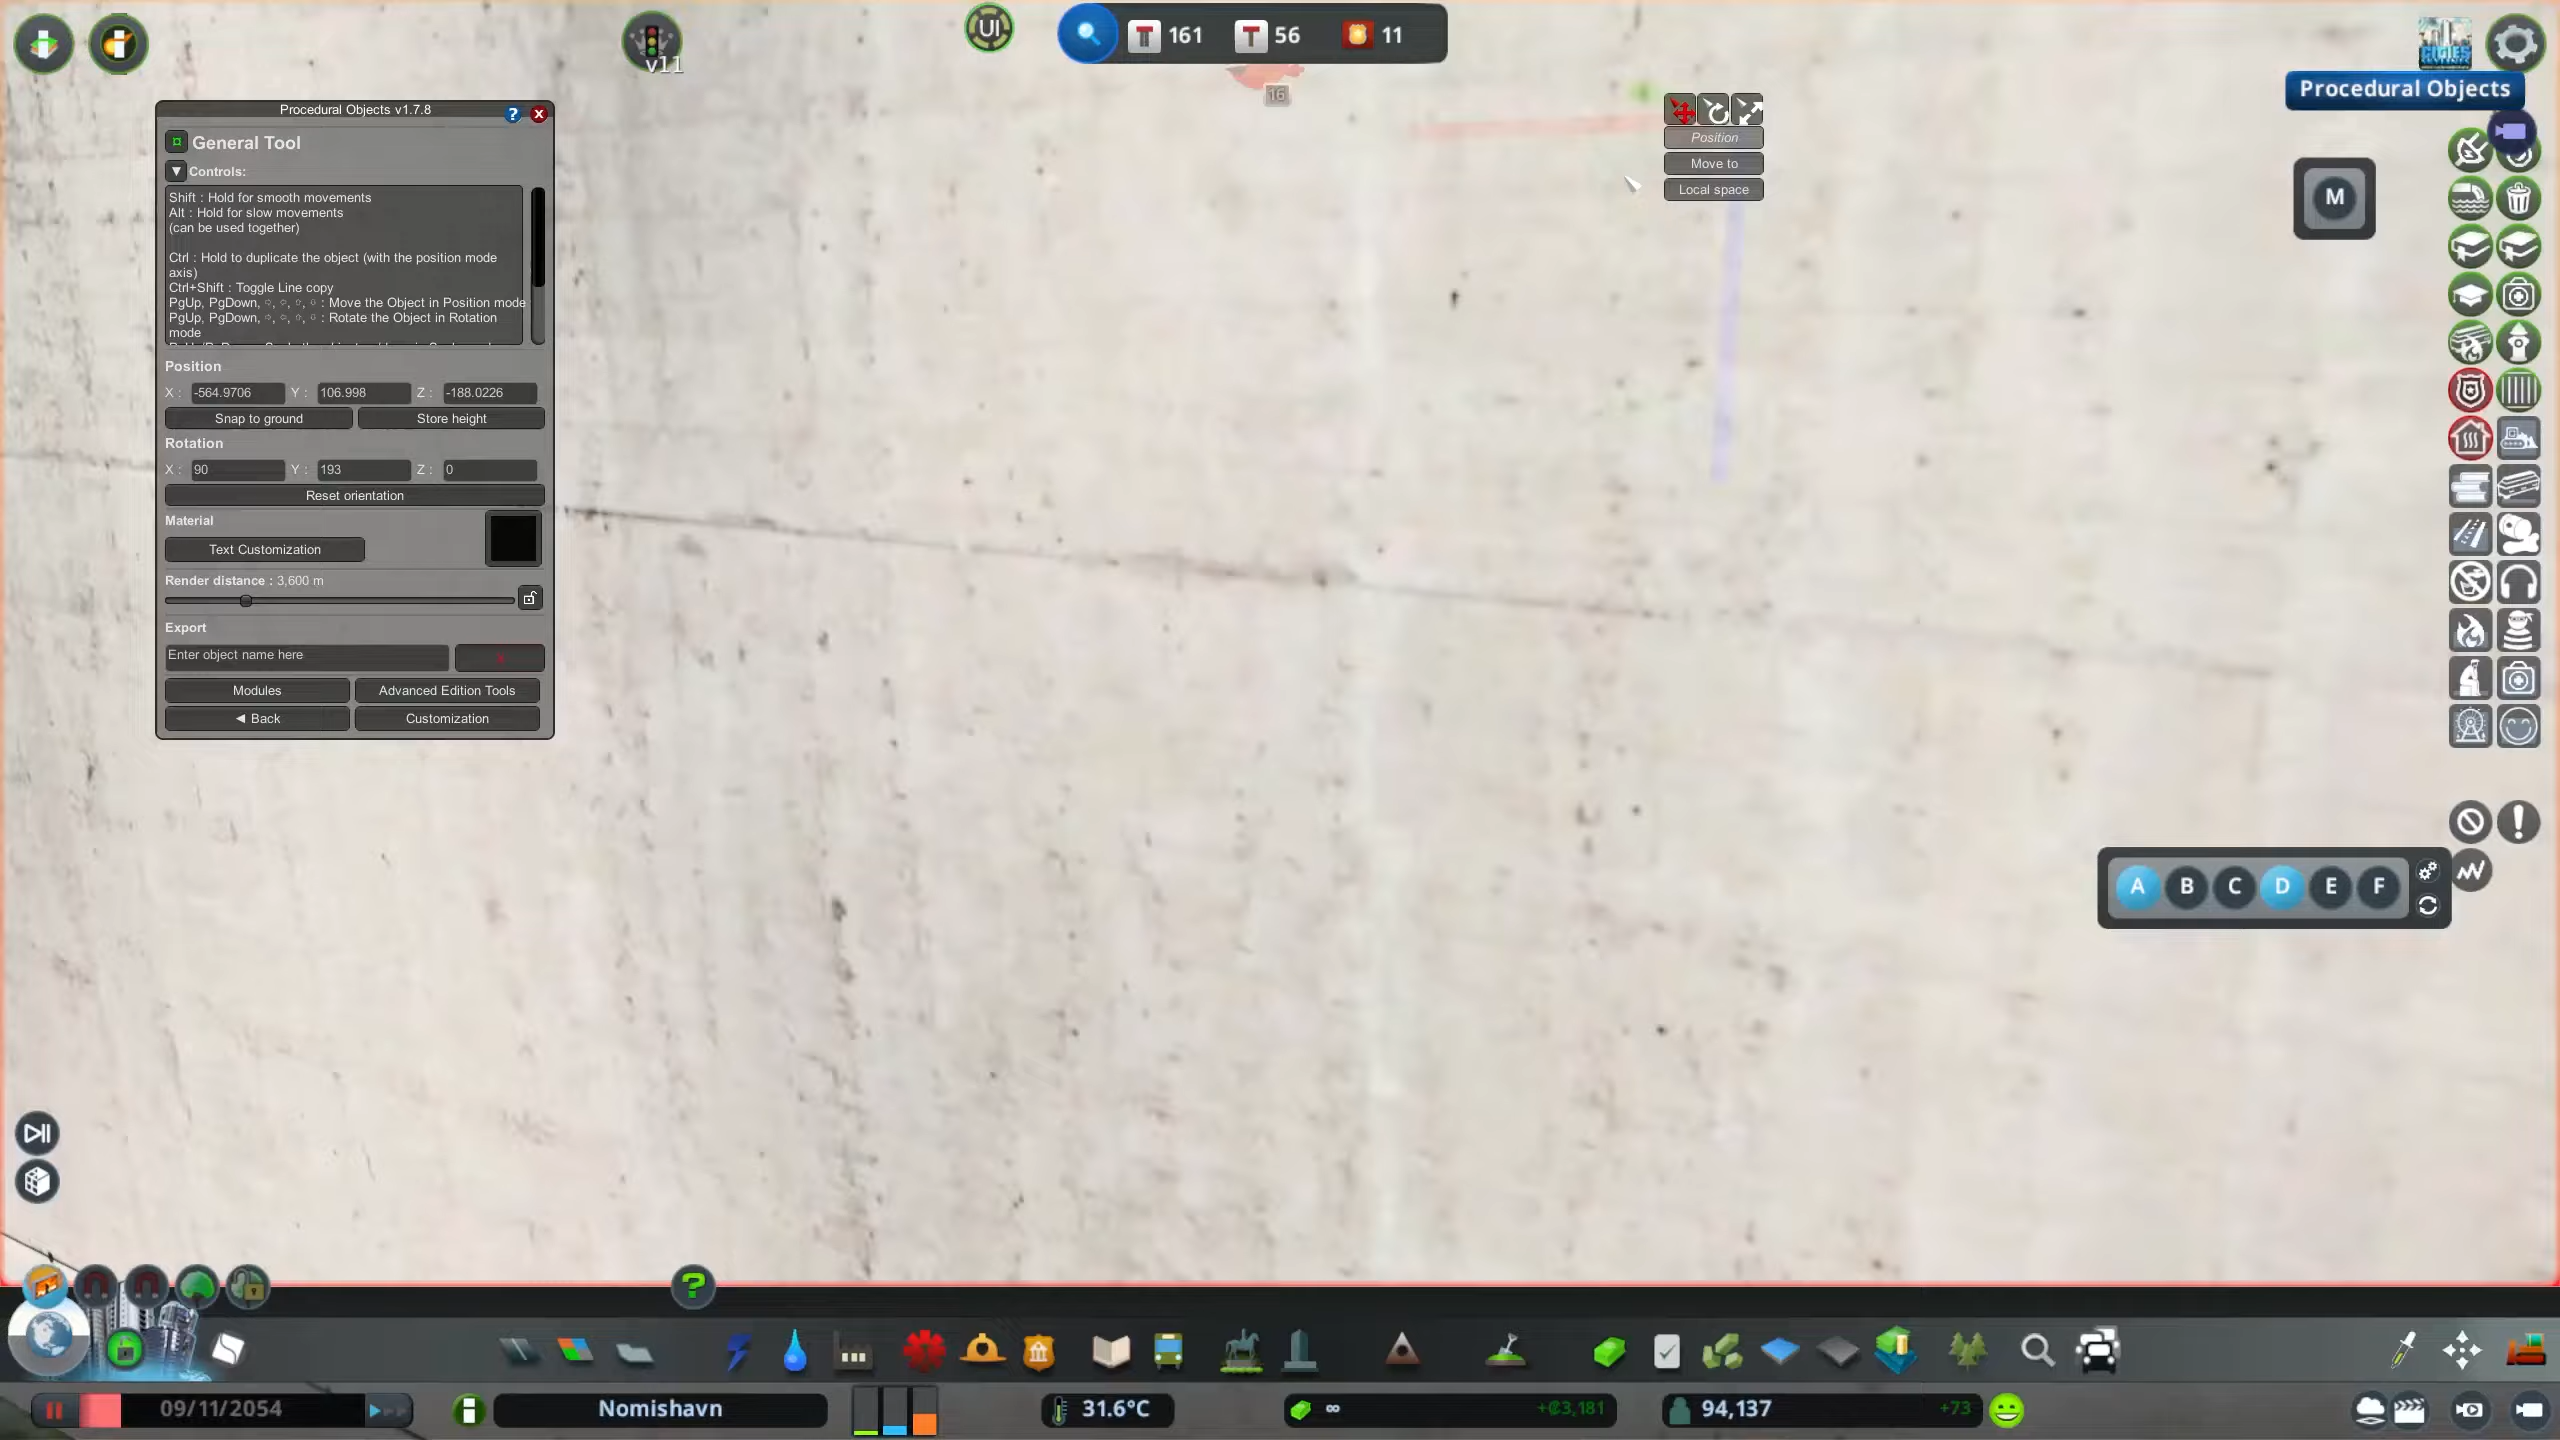 v11
UI
161
56
11
CITIES
16
Procedural Objects
Position
Move to
Local space
M
Procedural Objects v1.7.8
?
x
General Tool
Controls:
Shift : Hold for smooth movements
Alt : Hold for slow movements
(can be used together)
Ctrl : Hold to duplicate the object (with the position mode
axis)
Ctrl+Shift : Toggle Line copy
PgUp, PgDown, ⇨, ⇦, ⇧, ⇩ : Move the Object in Position mode
PgUp, PgDown, ⇨, ⇦, ⇧, ⇩ : Rotate the Object in Rotation
mode
Position
X : -564.9706 Y : 106.998 Z : -188.0226
Snap to ground Store height
Rotation
X : 90 Y : 193 Z : 0
Reset orientation
Material
Text Customization
Render distance : 3,600 m
Export
Enter object name here
x
Modules Advanced Edition Tools
◄ Back Customization
A B C D E F
?
09/11/2054
Nomishavn
31.6°C
∞ +₡3,181
94,137 +73